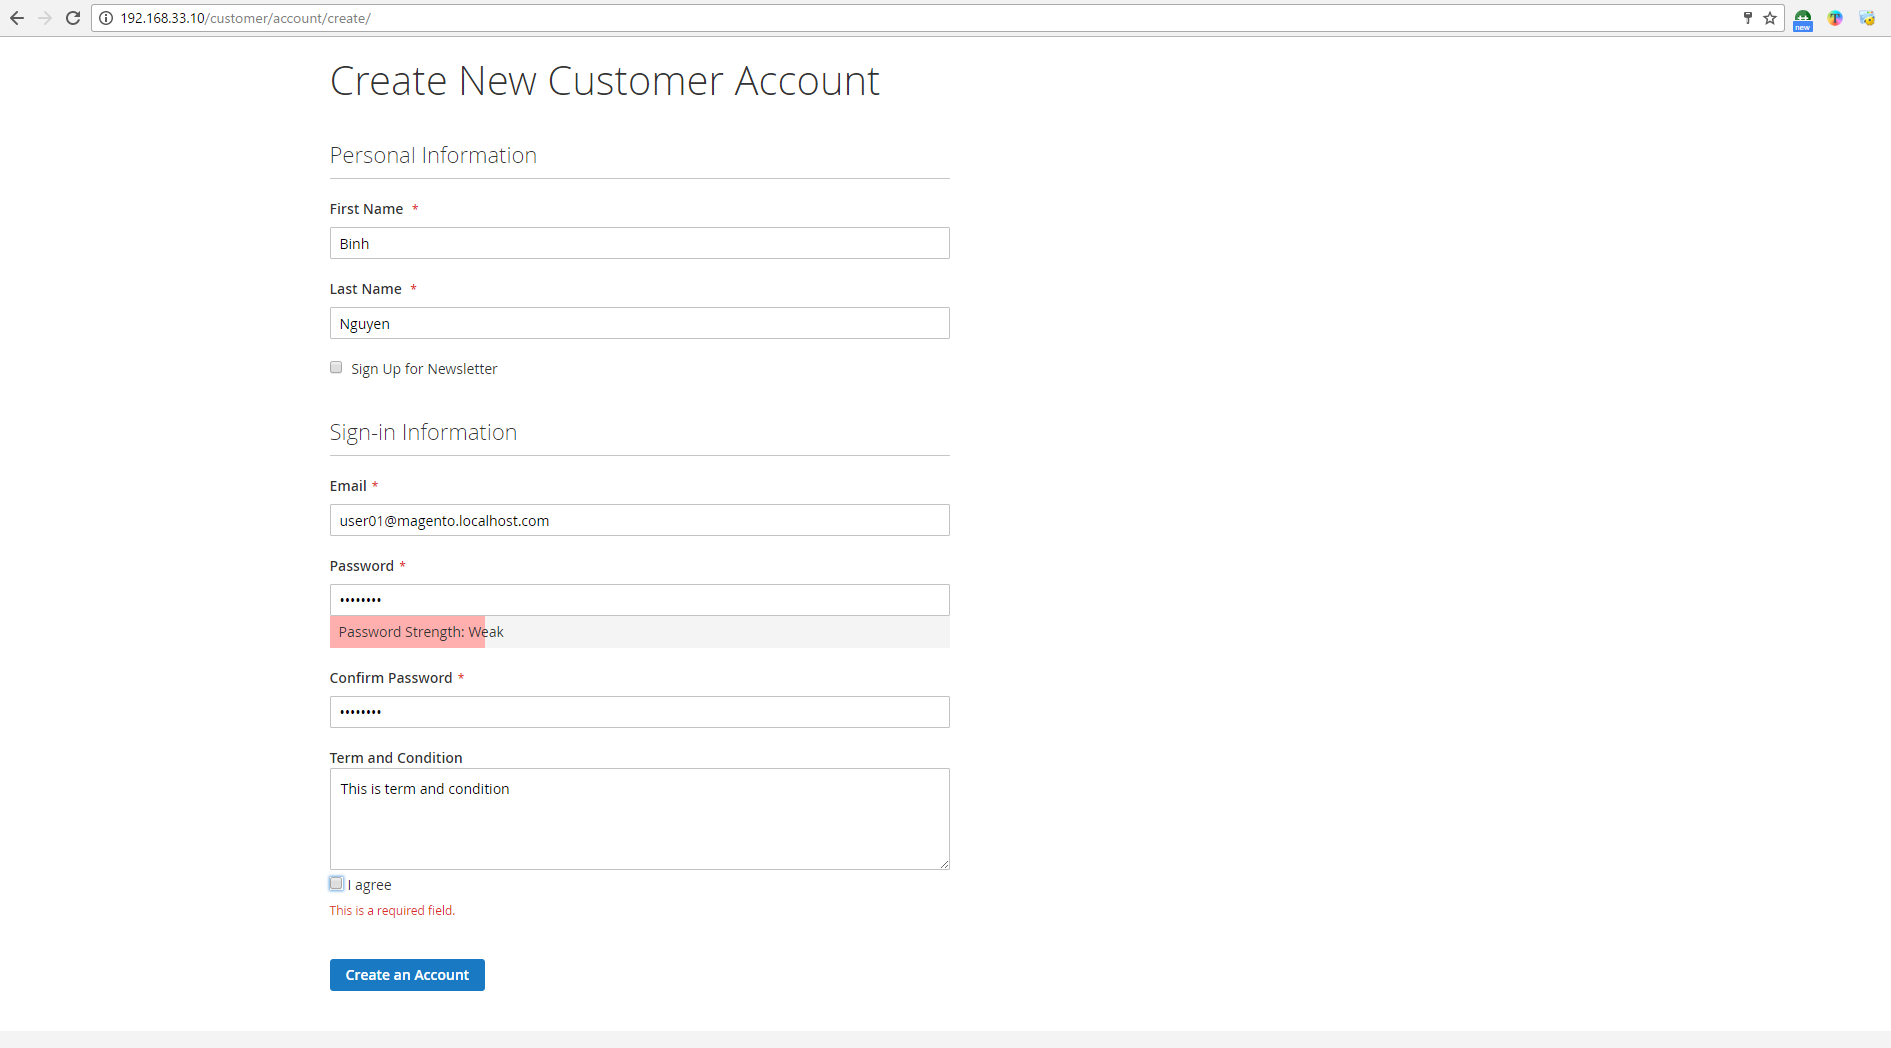 192.168.33.10/customer/account/create/
new
T
Create New Customer Account
Personal Information
First Name *
Binh
Last Name *
Nguyen
Sign Up for Newsletter
Sign-in Information
Email *
user01@magento.localhost.com
Password *
••••••••
Password Strength: Weak
Confirm Password *
••••••••
Term and Condition
This is term and condition
I agree
This is a required field.
Create an Account